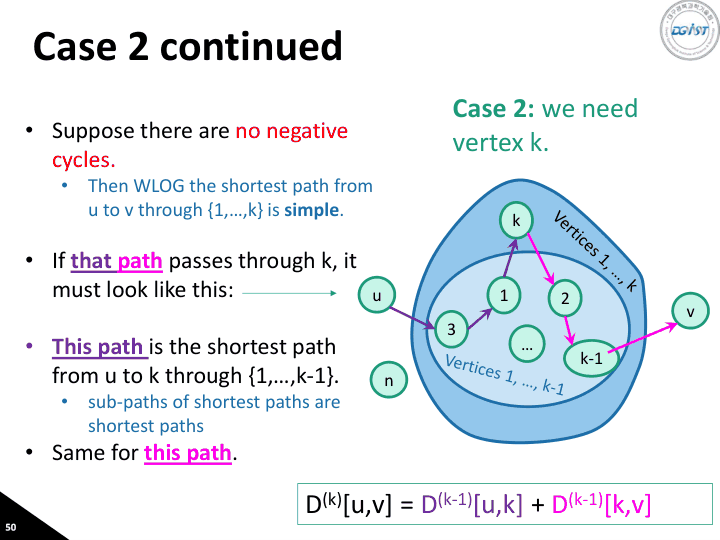 Case 2 continued
DGIST
• Suppose there are no negative
cycles.
• Then WLOG the shortest path from
u to v through {1,…,k} is simple.
• If that path passes through k, it
must look like this:
• This path is the shortest path
from u to k through {1,…,k-1}.
• sub-paths of shortest paths are
shortest paths
• Same for this path.
Case 2: we need
vertex k.
k
Vertices 1, …, k
u
1
2
v
3
…
k-1
Vertices 1, …, k-1
n
D(k)[u,v] = D(k-1)[u,k] + D(k-1)[k,v]
50